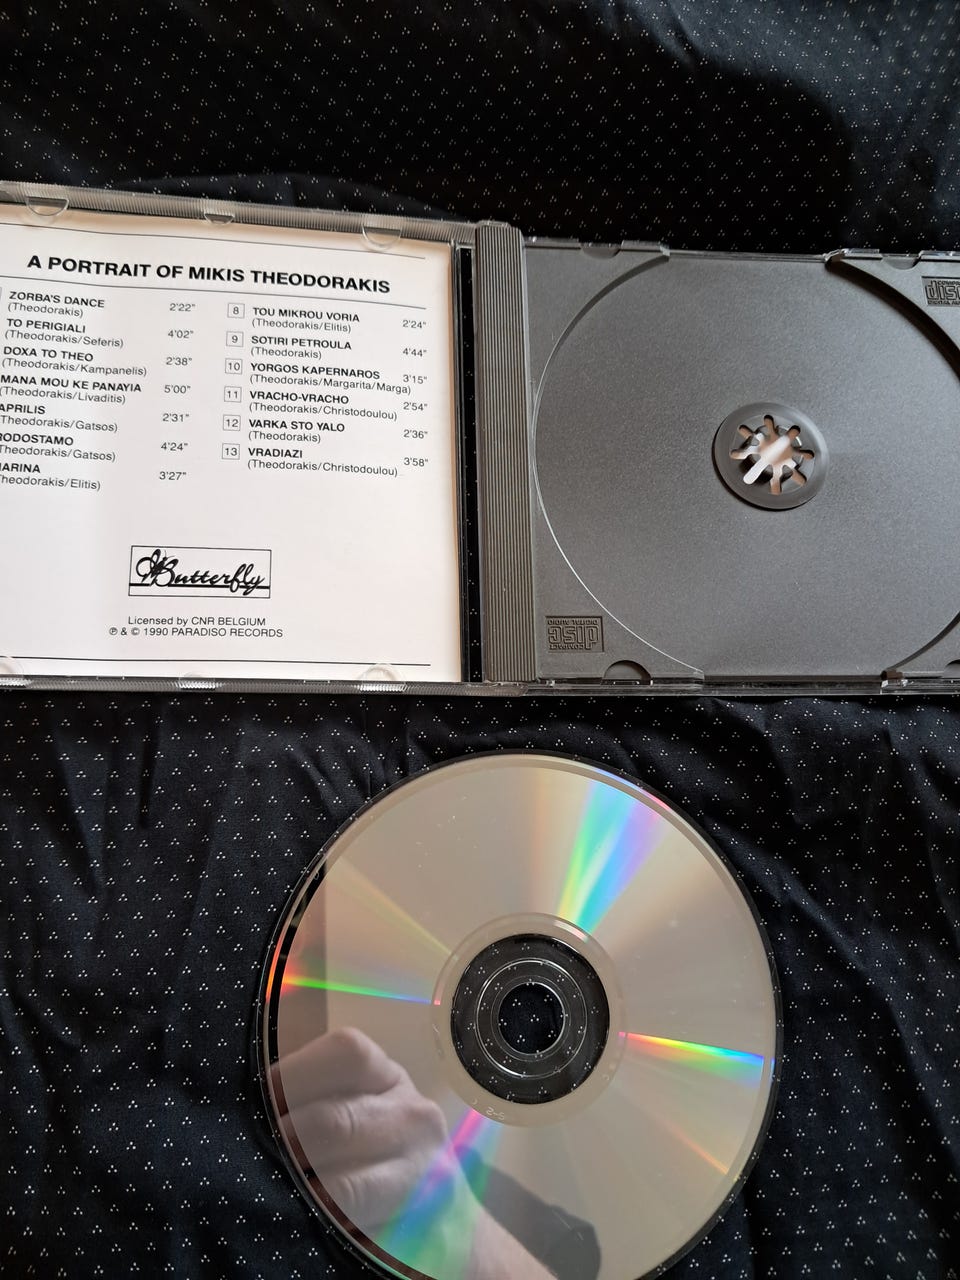 A PORTRAIT OF MIKIS THEODORAKIS
ZORBA'S DANCE 2'22"
(Theodorakis)
TO PERIGIALI 4'02"
(Theodorakis/Seferis)
DOXA TO THEO 2'38"
(Theodorakis/Kampanelis)
MANA MOU KE PANAYIA 5'00"
(Theodorakis/Livaditis)
APRILIS 2'31"
(Theodorakis/Gatsos)
RODOSTAMO 4'24"
(Theodorakis/Gatsos)
MARINA 3'27"
(Theodorakis/Elitis)
8 TOU MIKROU VORIA 2'24"
(Theodorakis/Elitis)
9 SOTIRI PETROULA 4'44"
(Theodorakis)
10 YORGOS KAPERNAROS 3'15"
(Theodorakis/Margarita/Marga)
11 VRACHO-VRACHO 2'54"
(Theodorakis/Christodoulou)
12 VARKA STO YALO 2'36"
(Theodorakis)
13 VRADIAZI 3'58"
(Theodorakis/Christodoulou)
Butterfly
Licensed by CNR BELGIUM
℗ & © 1990 PARADISO RECORDS
COMPACT
disc
DIGITAL AUDIO